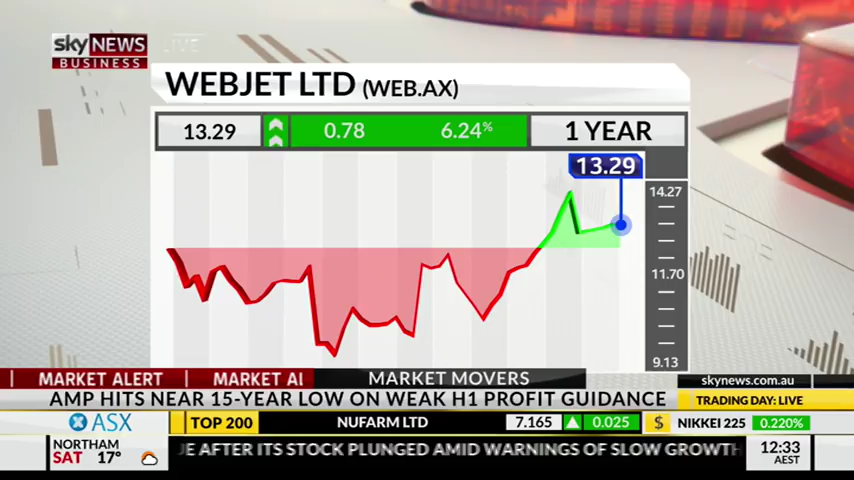 sky NEWS
BUSINESS
LIVE
WEBJET LTD (WEB.AX)
13.29 0.78 6.24% 1 YEAR
13.29
14.27
11.70
9.13
MARKET ALERT MARKET AL MARKET MOVERS skynews.com.au
AMP HITS NEAR 15-YEAR LOW ON WEAK H1 PROFIT GUIDANCE TRADING DAY: LIVE
ASX TOP 200 NUFARM LTD 7.165 0.025 $ NIKKEI 225 0.220%
NORTHAM
SAT 17°
E AFTER ITS STOCK PLUNGED AMID WARNINGS OF SLOW GROWTH
12:33
AEST